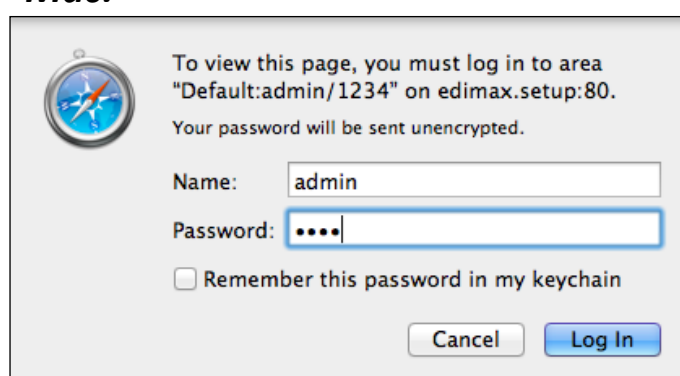 To view this page, you must log in to area
“Default:admin/1234” on edimax.setup:80.
Your password will be sent unencrypted.
Name: admin
Password: ••••
Remember this password in my keychain
Cancel Log In